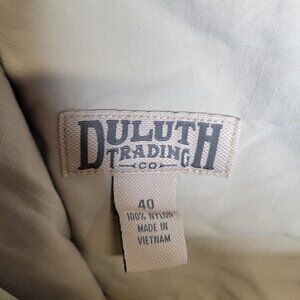 DULUTH
TRADING
CO
40
100% NYLON
MADE IN
VIETNAM